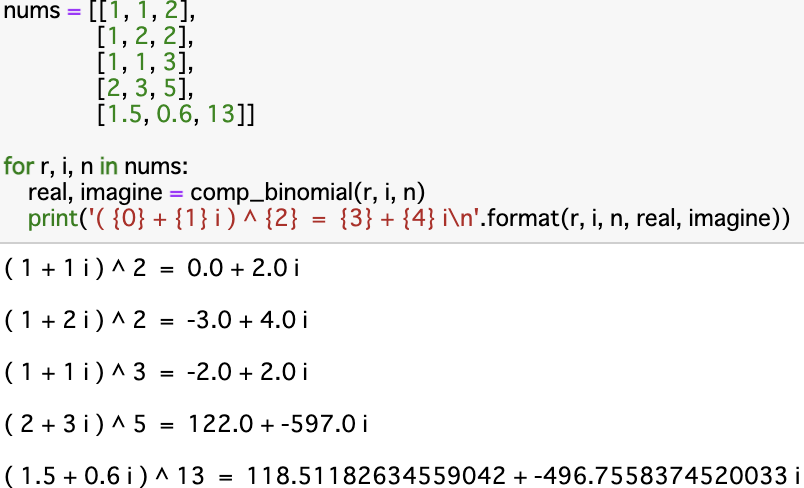 nums = [[1, 1, 2],
[1, 2, 2],
[1, 1, 3],
[2, 3, 5],
[1.5, 0.6, 13]]
for r, i, n in nums:
real, imagine = comp_binomial(r, i, n)
print('( {0} + {1} i ) ^ {2}  =  {3} + {4} i\n'.format(r, i, n, real, imagine))
( 1 + 1 i ) ^ 2  =  0.0 + 2.0 i
( 1 + 2 i ) ^ 2  =  -3.0 + 4.0 i
( 1 + 1 i ) ^ 3  =  -2.0 + 2.0 i
( 2 + 3 i ) ^ 5  =  122.0 + -597.0 i
( 1.5 + 0.6 i ) ^ 13  =  118.51182634559042 + -496.7558374520033 i